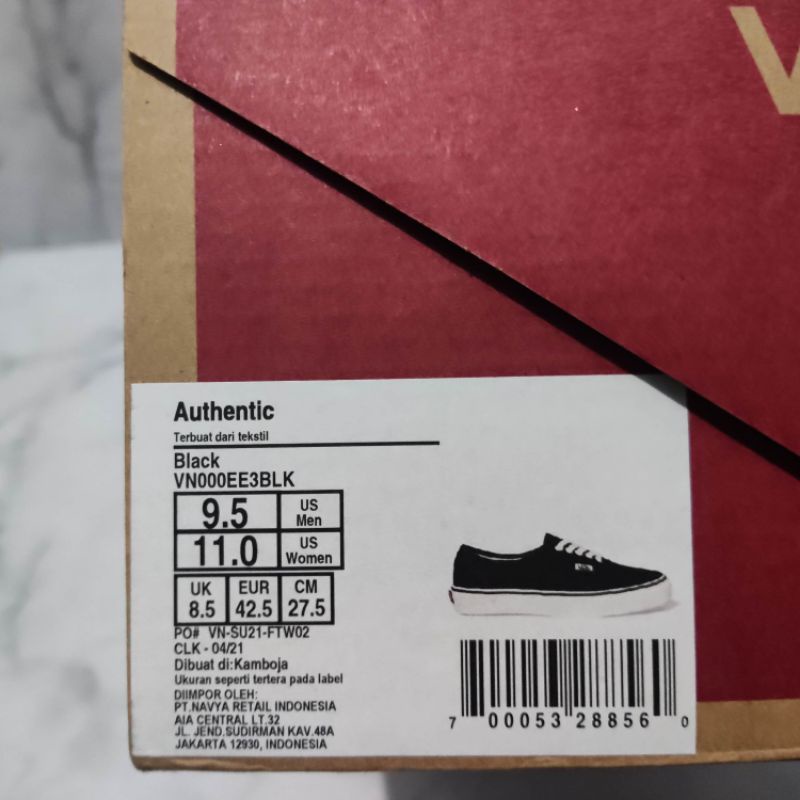 V
Authentic
Terbuat dari tekstil
Black
VN000EE3BLK
9.5 US Men
11.0 US Women
UK EUR CM
8.5 42.5 27.5
PO# VN-SU21-FTW02
CLK - 04/21
Dibuat di:Kamboja
Ukuran seperti tertera pada label
DIIMPOR OLEH:
PT.NAVYA RETAIL INDONESIA
AIA CENTRAL LT.32
JL. JEND.SUDIRMAN KAV.48A
JAKARTA 12930, INDONESIA
7 00053 28856 0